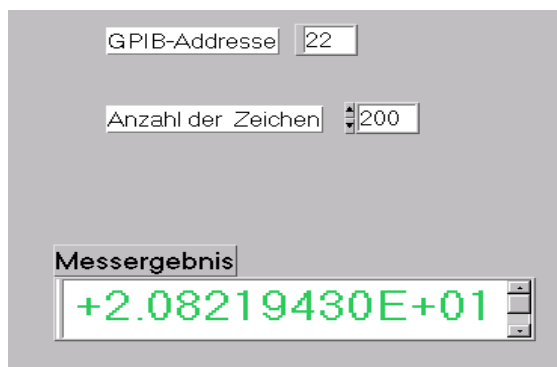 GPIB-Addresse 22
Anzahl der Zeichen 200
Messergebnis
+2.08219430E+01